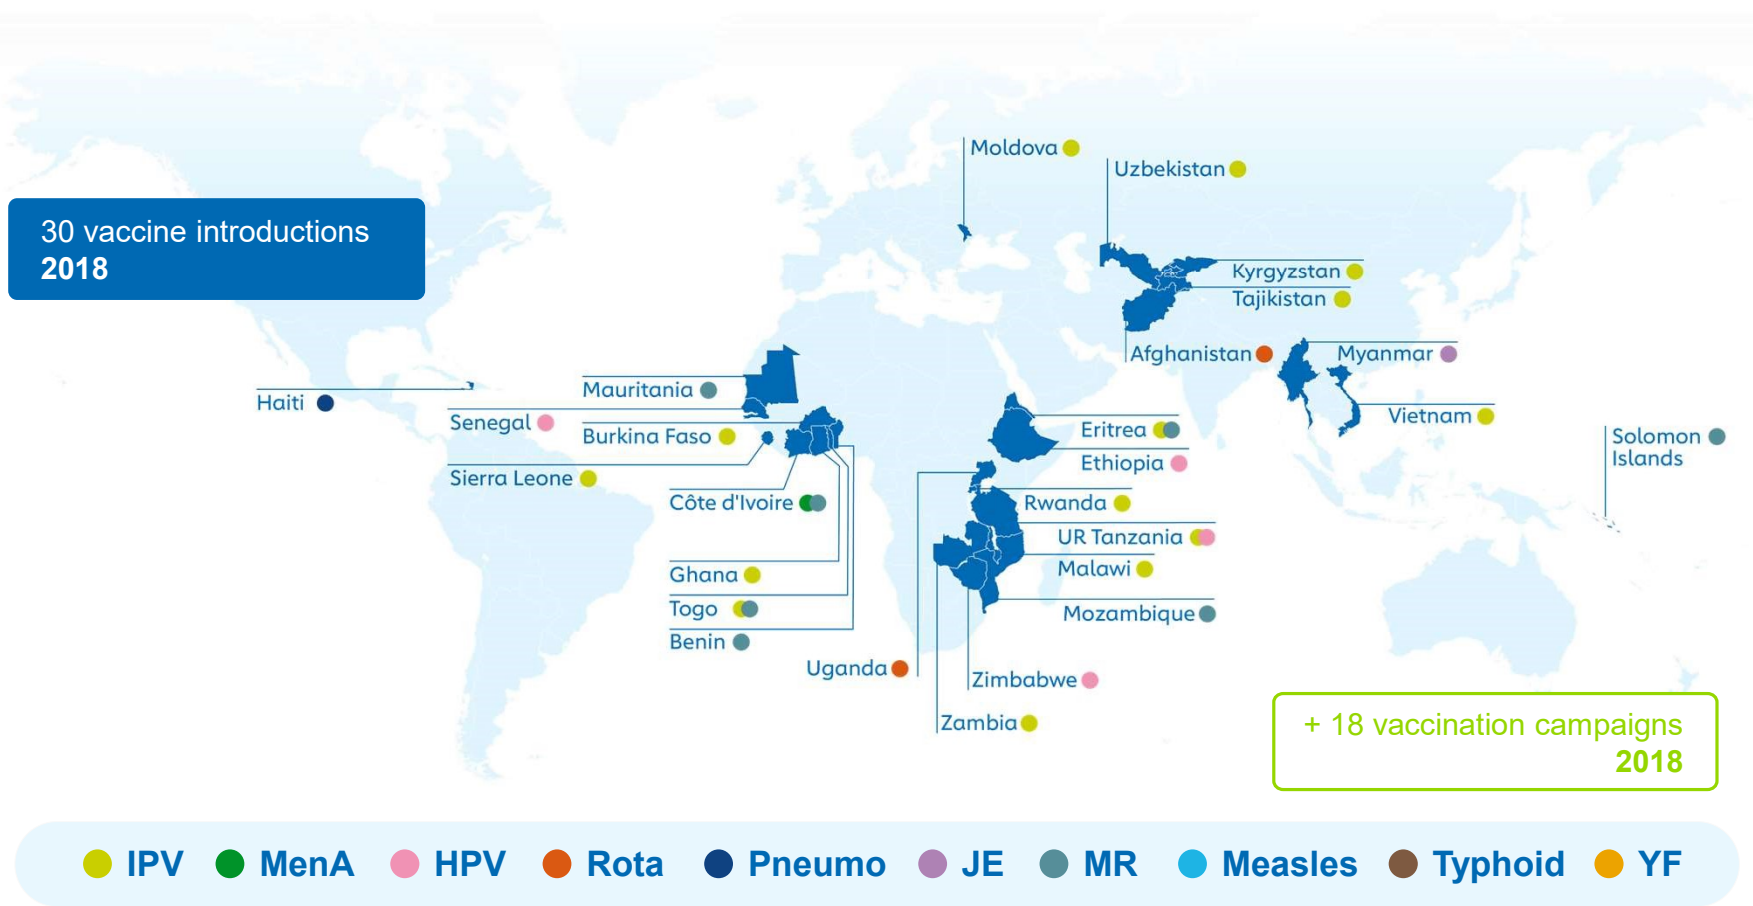 Moldova
Uzbekistan
30 vaccine introductions
2018
Kyrgyzstan
Tajikistan
Afghanistan
Myanmar
Mauritania
Haiti
Senegal
Burkina Faso
Eritrea
Vietnam
Solomon
Islands
Ethiopia
Sierra Leone
Côte d'Ivoire
Rwanda
UR Tanzania
Malawi
Ghana
Togo
Mozambique
Benin
Uganda
Zimbabwe
Zambia
+ 18 vaccination campaigns
2018
IPV MenA HPV Rota Pneumo JE MR Measles Typhoid YF